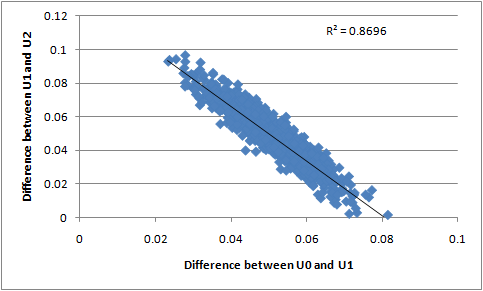 R² = 0.8696
Difference between U1 and U2
0.12
0.1
0.08
0.06
0.04
0.02
0
0 0.02 0.04 0.06 0.08 0.1
Difference between U0 and U1